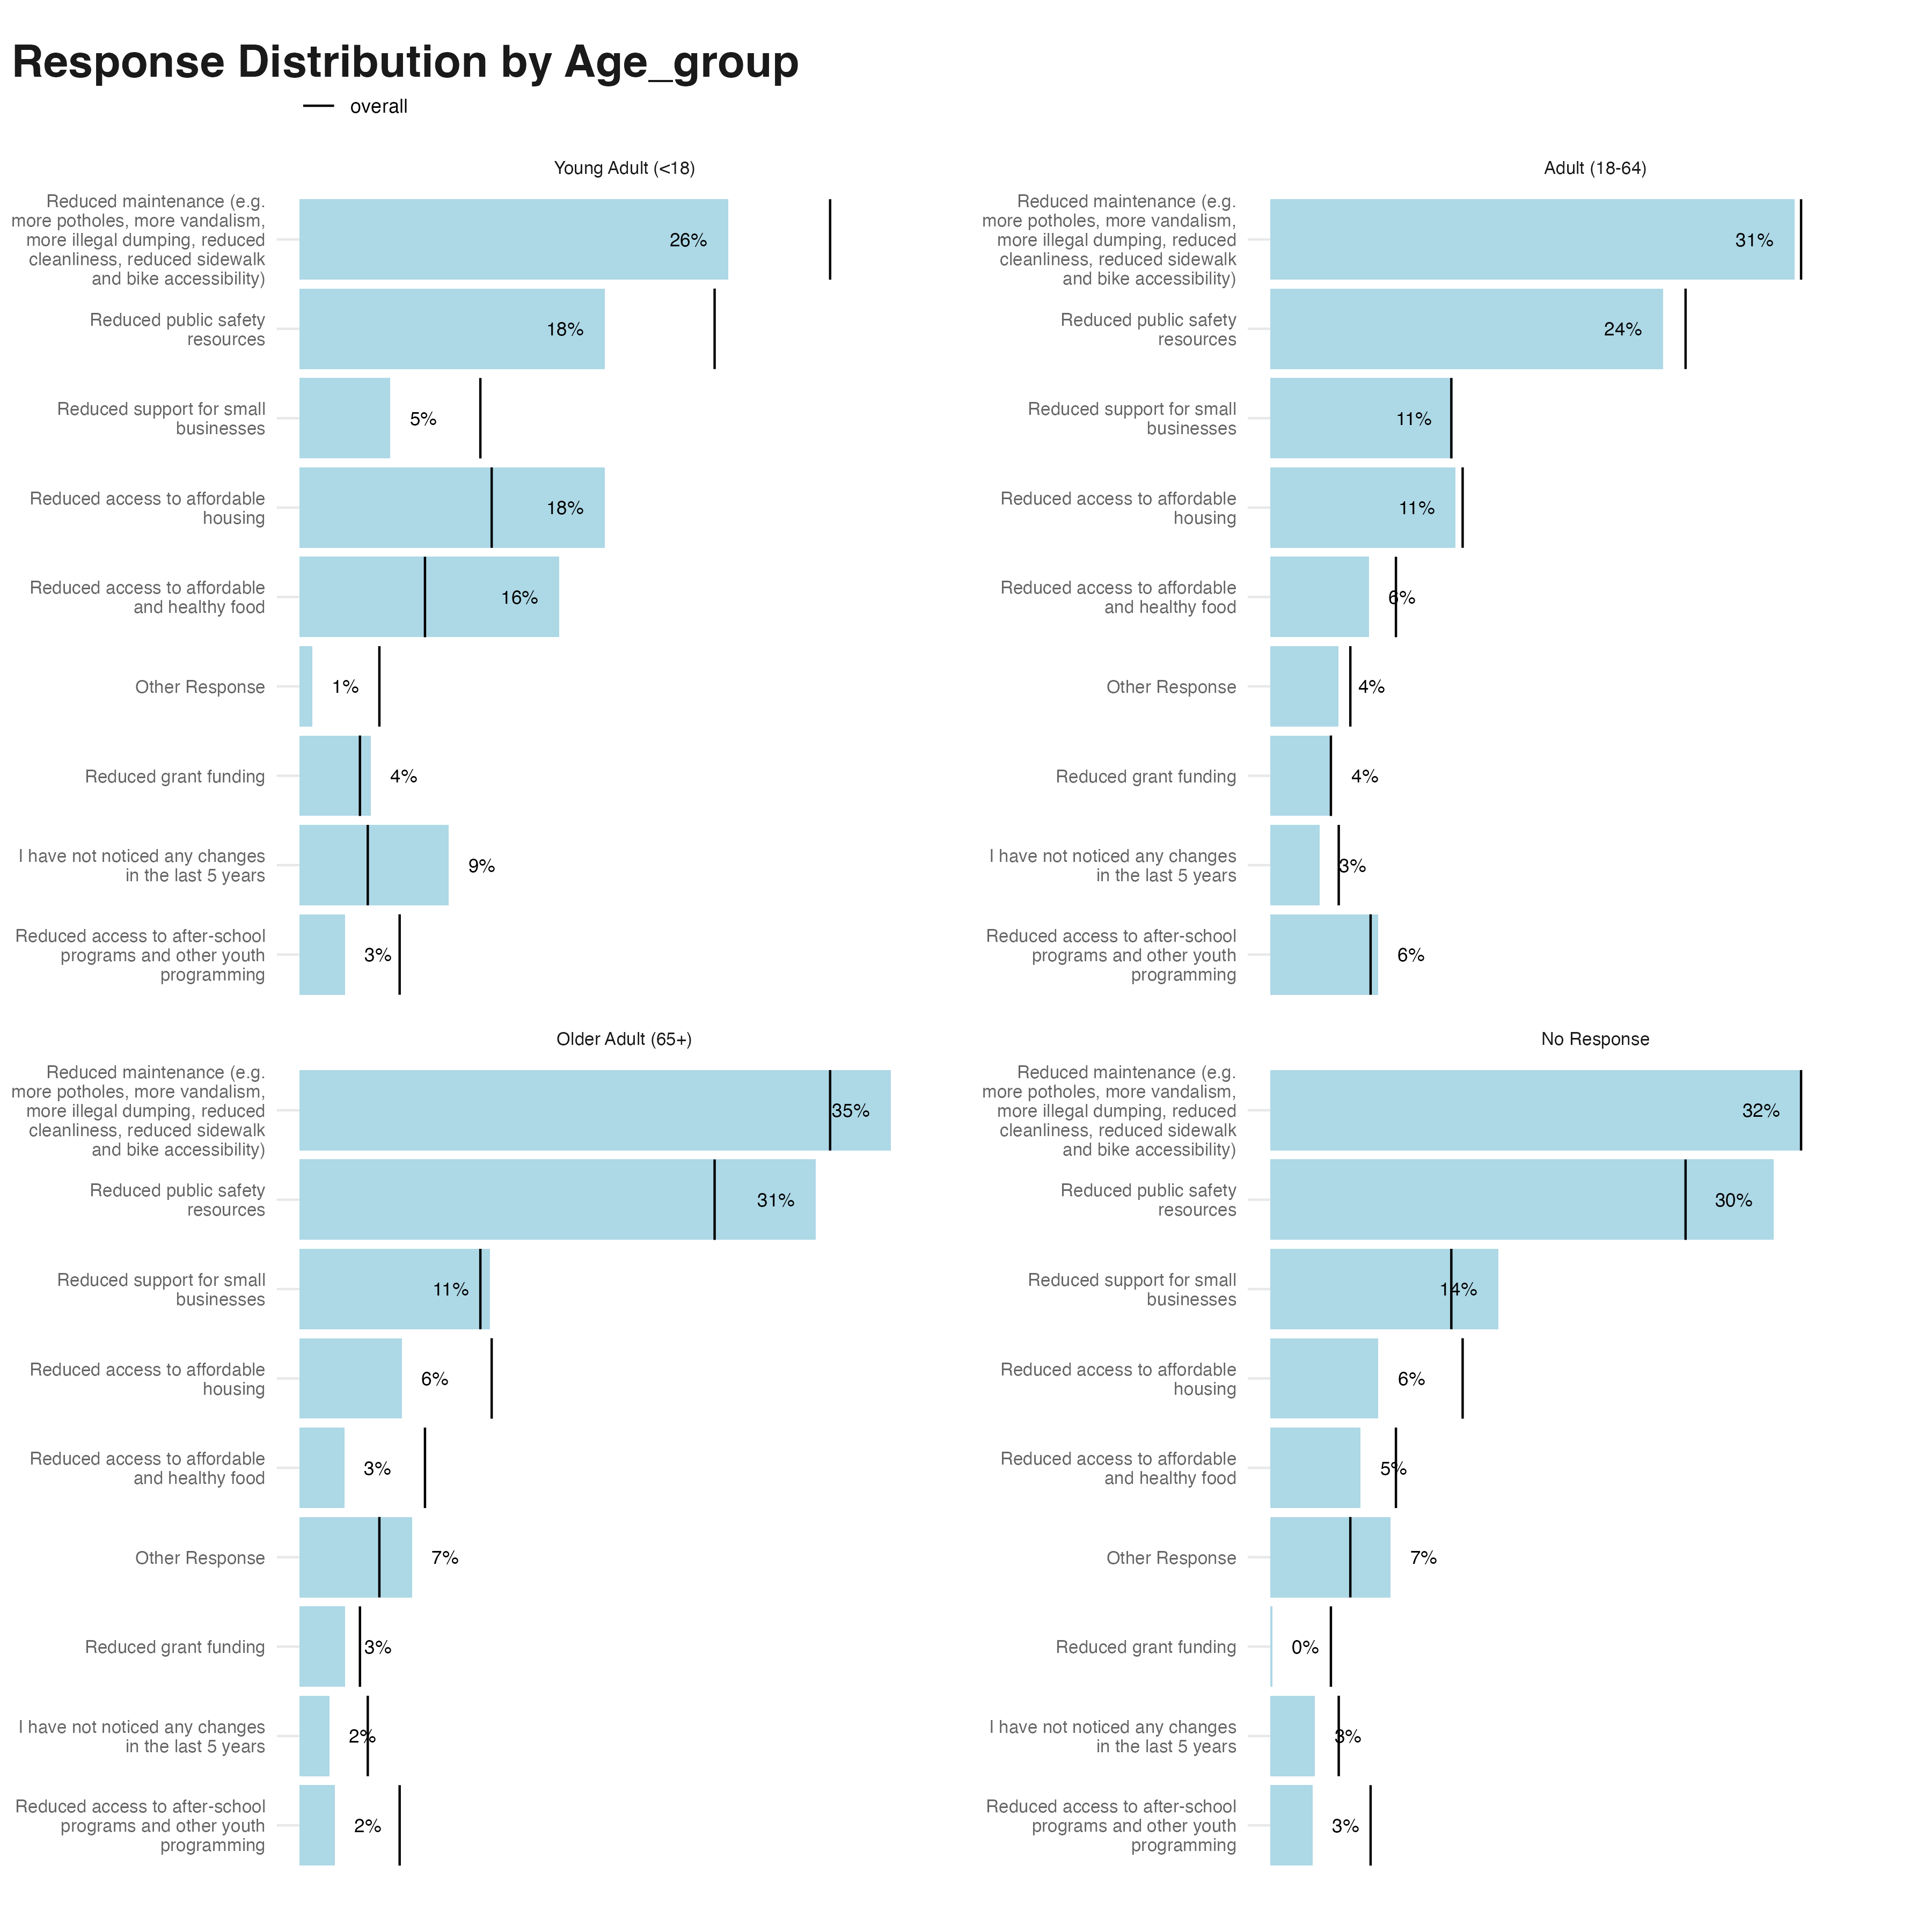 Response Distribution by Age_group
overall
Young Adult (<18)
Reduced maintenance (e.g.
more potholes, more vandalism,
more illegal dumping, reduced
cleanliness, reduced sidewalk
and bike accessibility)
26%
Reduced public safety
resources
18%
Reduced support for small
businesses
5%
Reduced access to affordable
housing
18%
Reduced access to affordable
and healthy food
16%
Other Response
1%
Reduced grant funding
4%
I have not noticed any changes
in the last 5 years
9%
Reduced access to after-school
programs and other youth
programming
3%
Adult (18-64)
Reduced maintenance (e.g.
more potholes, more vandalism,
more illegal dumping, reduced
cleanliness, reduced sidewalk
and bike accessibility)
31%
Reduced public safety
resources
24%
Reduced support for small
businesses
11%
Reduced access to affordable
housing
11%
Reduced access to affordable
and healthy food
6%
Other Response
4%
Reduced grant funding
4%
I have not noticed any changes
in the last 5 years
3%
Reduced access to after-school
programs and other youth
programming
6%
Older Adult (65+)
Reduced maintenance (e.g.
more potholes, more vandalism,
more illegal dumping, reduced
cleanliness, reduced sidewalk
and bike accessibility)
35%
Reduced public safety
resources
31%
Reduced support for small
businesses
11%
Reduced access to affordable
housing
6%
Reduced access to affordable
and healthy food
3%
Other Response
7%
Reduced grant funding
3%
I have not noticed any changes
in the last 5 years
2%
Reduced access to after-school
programs and other youth
programming
2%
No Response
Reduced maintenance (e.g.
more potholes, more vandalism,
more illegal dumping, reduced
cleanliness, reduced sidewalk
and bike accessibility)
32%
Reduced public safety
resources
30%
Reduced support for small
businesses
14%
Reduced access to affordable
housing
6%
Reduced access to affordable
and healthy food
5%
Other Response
7%
Reduced grant funding
0%
I have not noticed any changes
in the last 5 years
3%
Reduced access to after-school
programs and other youth
programming
3%